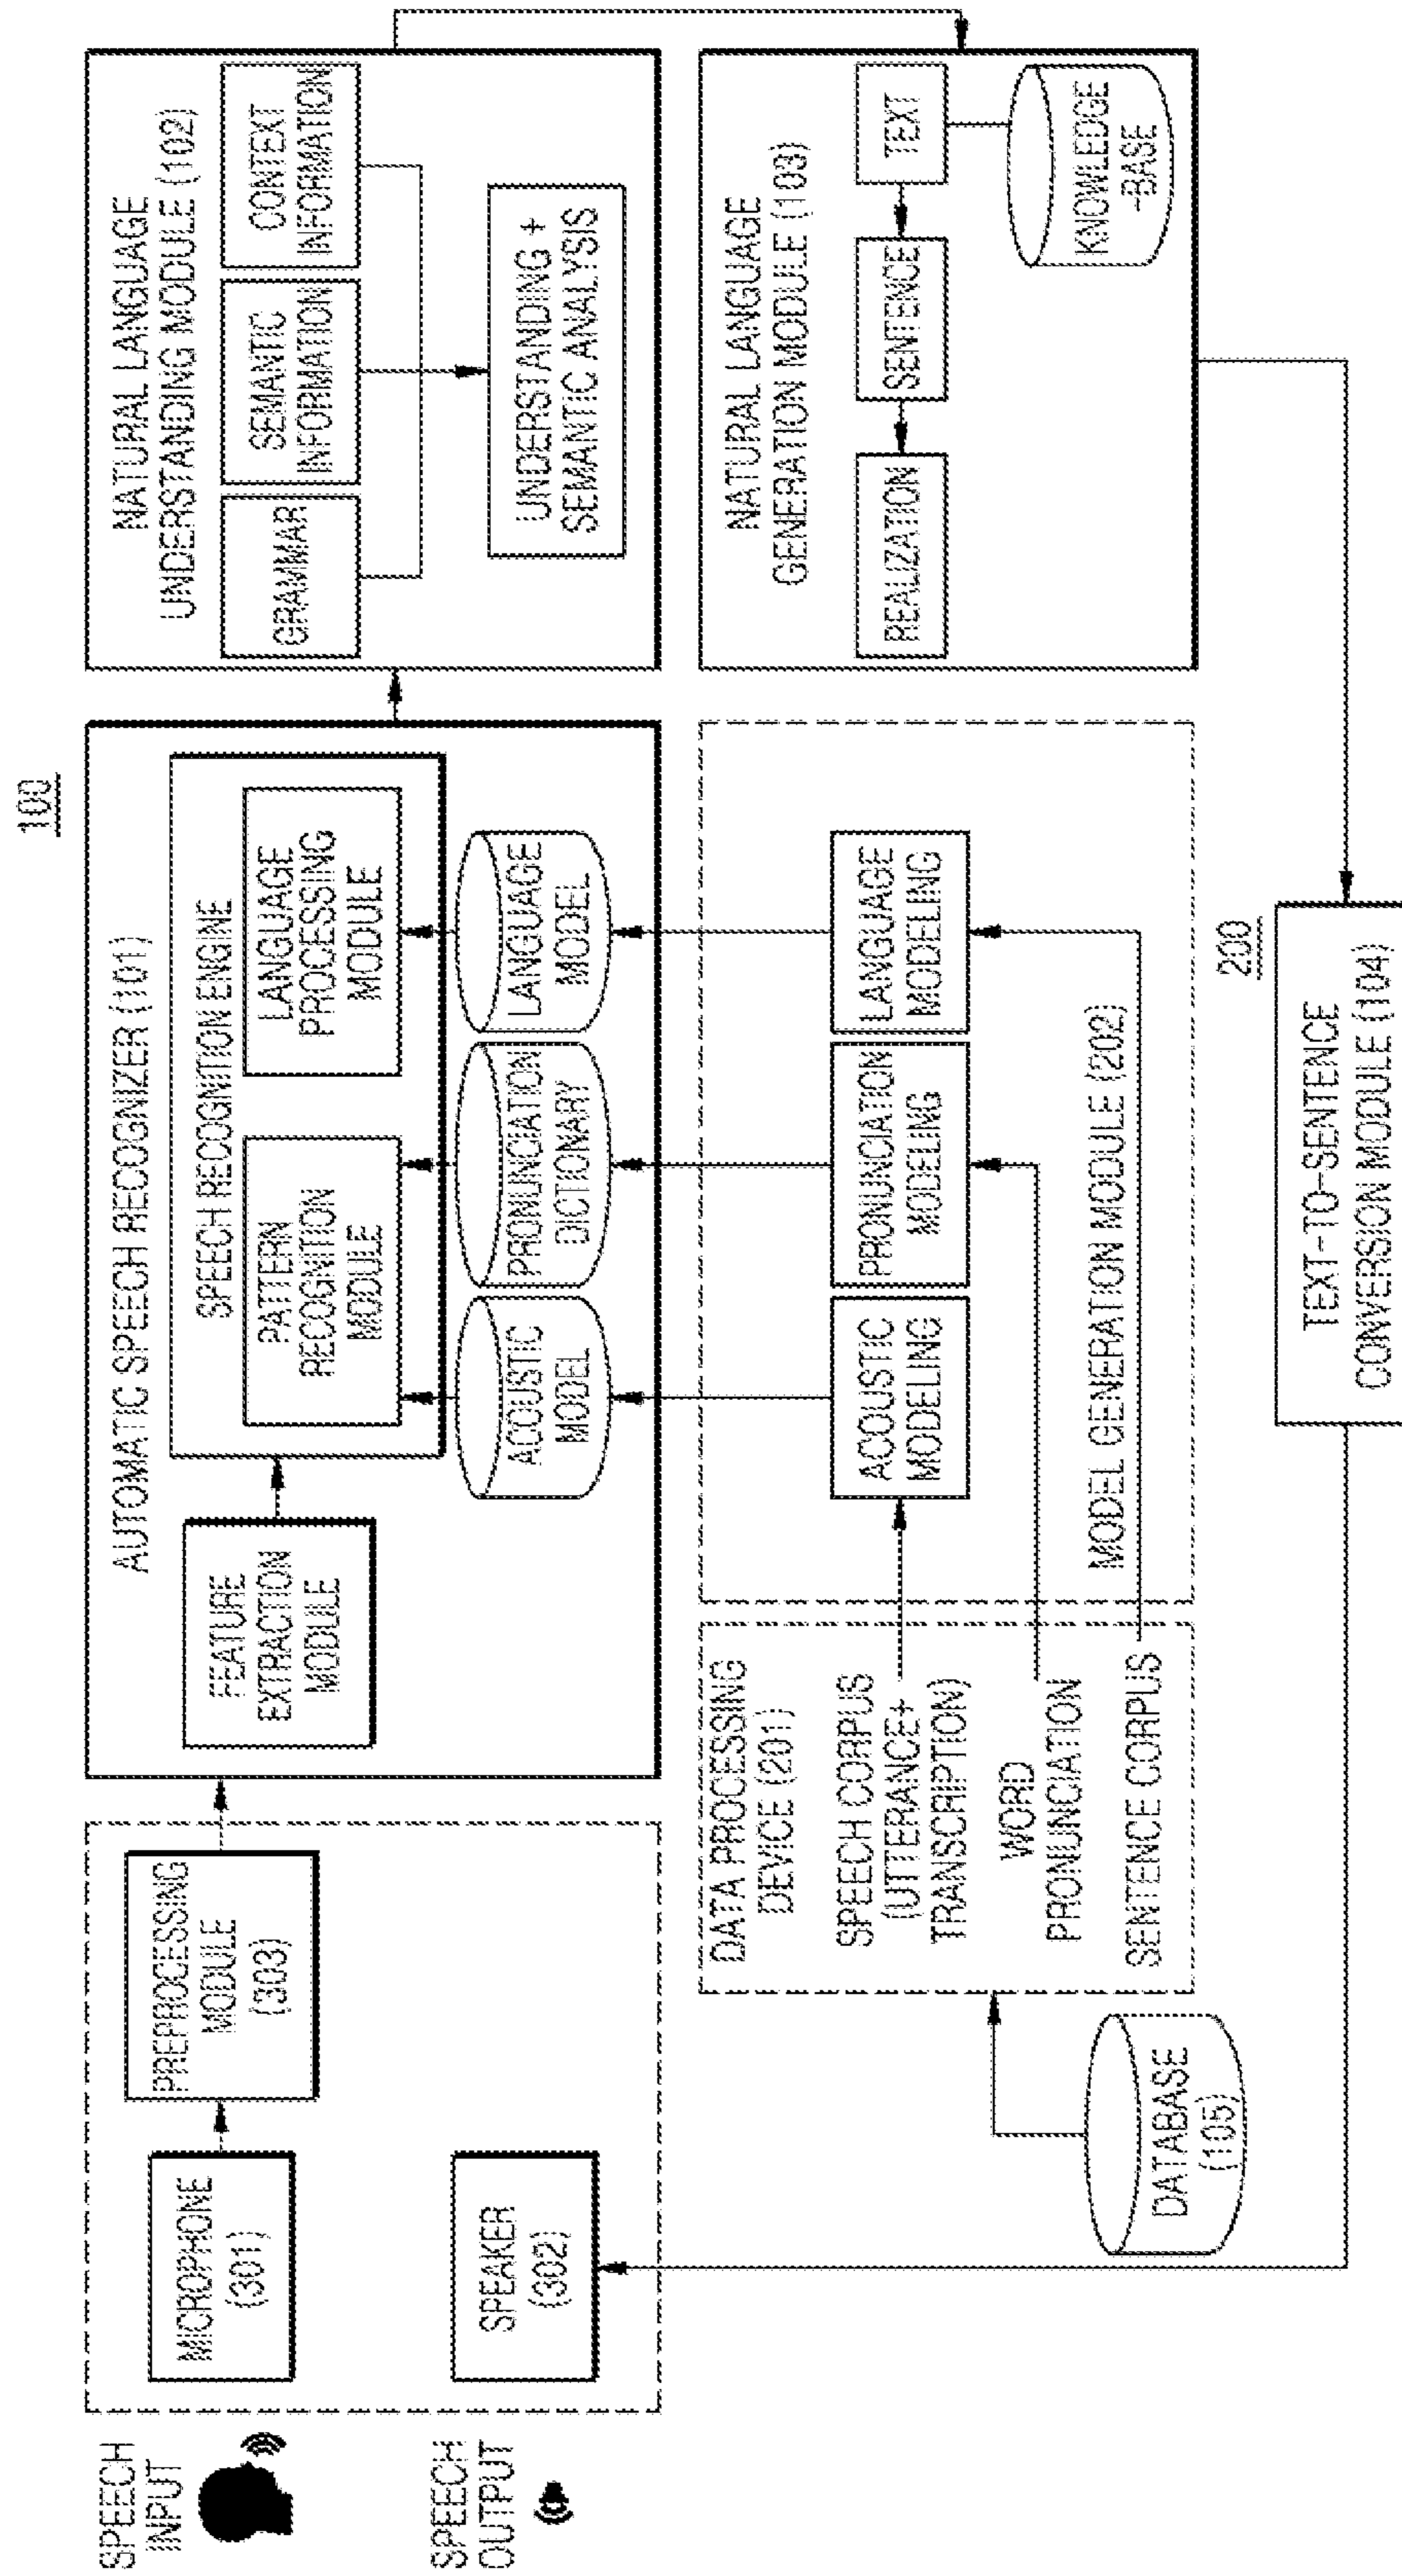 100
SPEECH
INPUT
MICROPHONE
(301)
PREPROCESSING
MODULE
(303)
SPEECH
OUTPUT
SPEAKER
(302)
AUTOMATIC SPEECH RECOGNIZER (101)
FEATURE
EXTRACTION
MODULE
SPEECH RECOGNITION ENGINE
PATTERN
RECOGNITION
MODULE
LANGUAGE
PROCESSING
MODULE
ACOUSTIC
MODEL
PRONUNCIATION
DICTIONARY
LANGUAGE
MODEL
NATURAL LANGUAGE
UNDERSTANDING MODULE (102)
GRAMMAR
SEMANTIC
INFORMATION
CONTEXT
INFORMATION
UNDERSTANDING +
SEMANTIC ANALYSIS
DATABASE
(105)
DATA PROCESSING
DEVICE (201)
SPEECH CORPUS
(UTTERANCE+
TRANSCRIPTION)
WORD
PRONUNCIATION
SENTENCE CORPUS
ACOUSTIC
MODELING
PRONUNCIATION
MODELING
LANGUAGE
MODELING
MODEL GENERATION MODULE (202)
NATURAL LANGUAGE
GENERATION MODULE (103)
REALIZATION
SENTENCE
TEXT
KNOWLEDGE
-BASE
200
TEXT-TO-SENTENCE
CONVERSION MODULE (104)